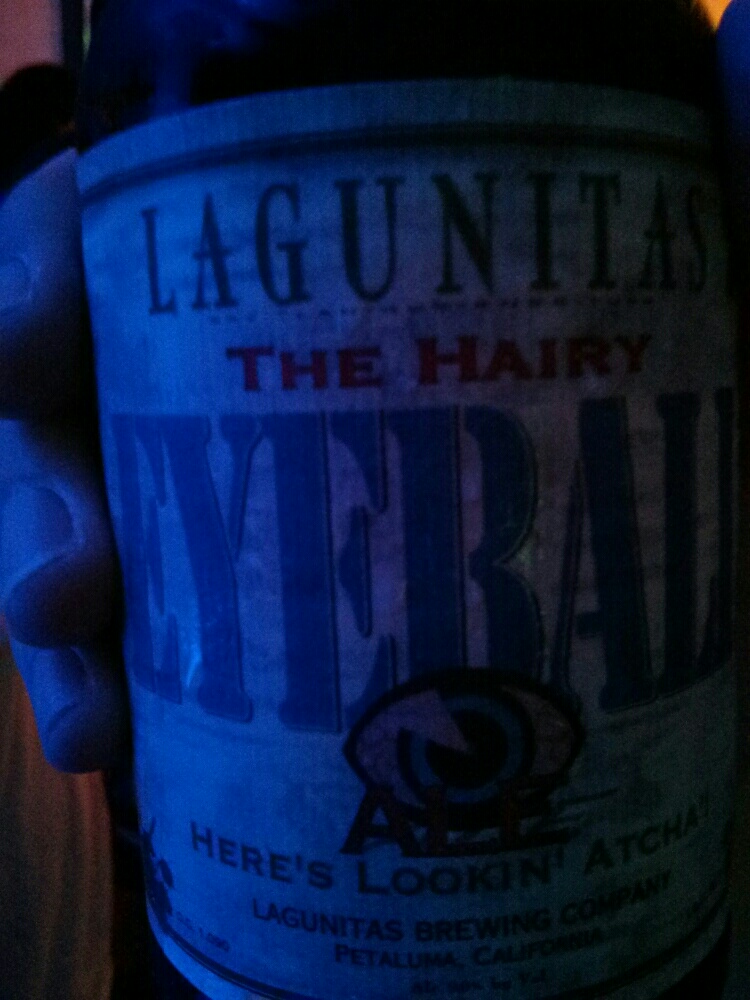 LAGUNITAS
THE HAIRY
EYEBALL
ALE
HERE'S LOOKIN' ATCHA!
LAGUNITAS BREWING COMPANY
PETALUMA, CALIFORNIA